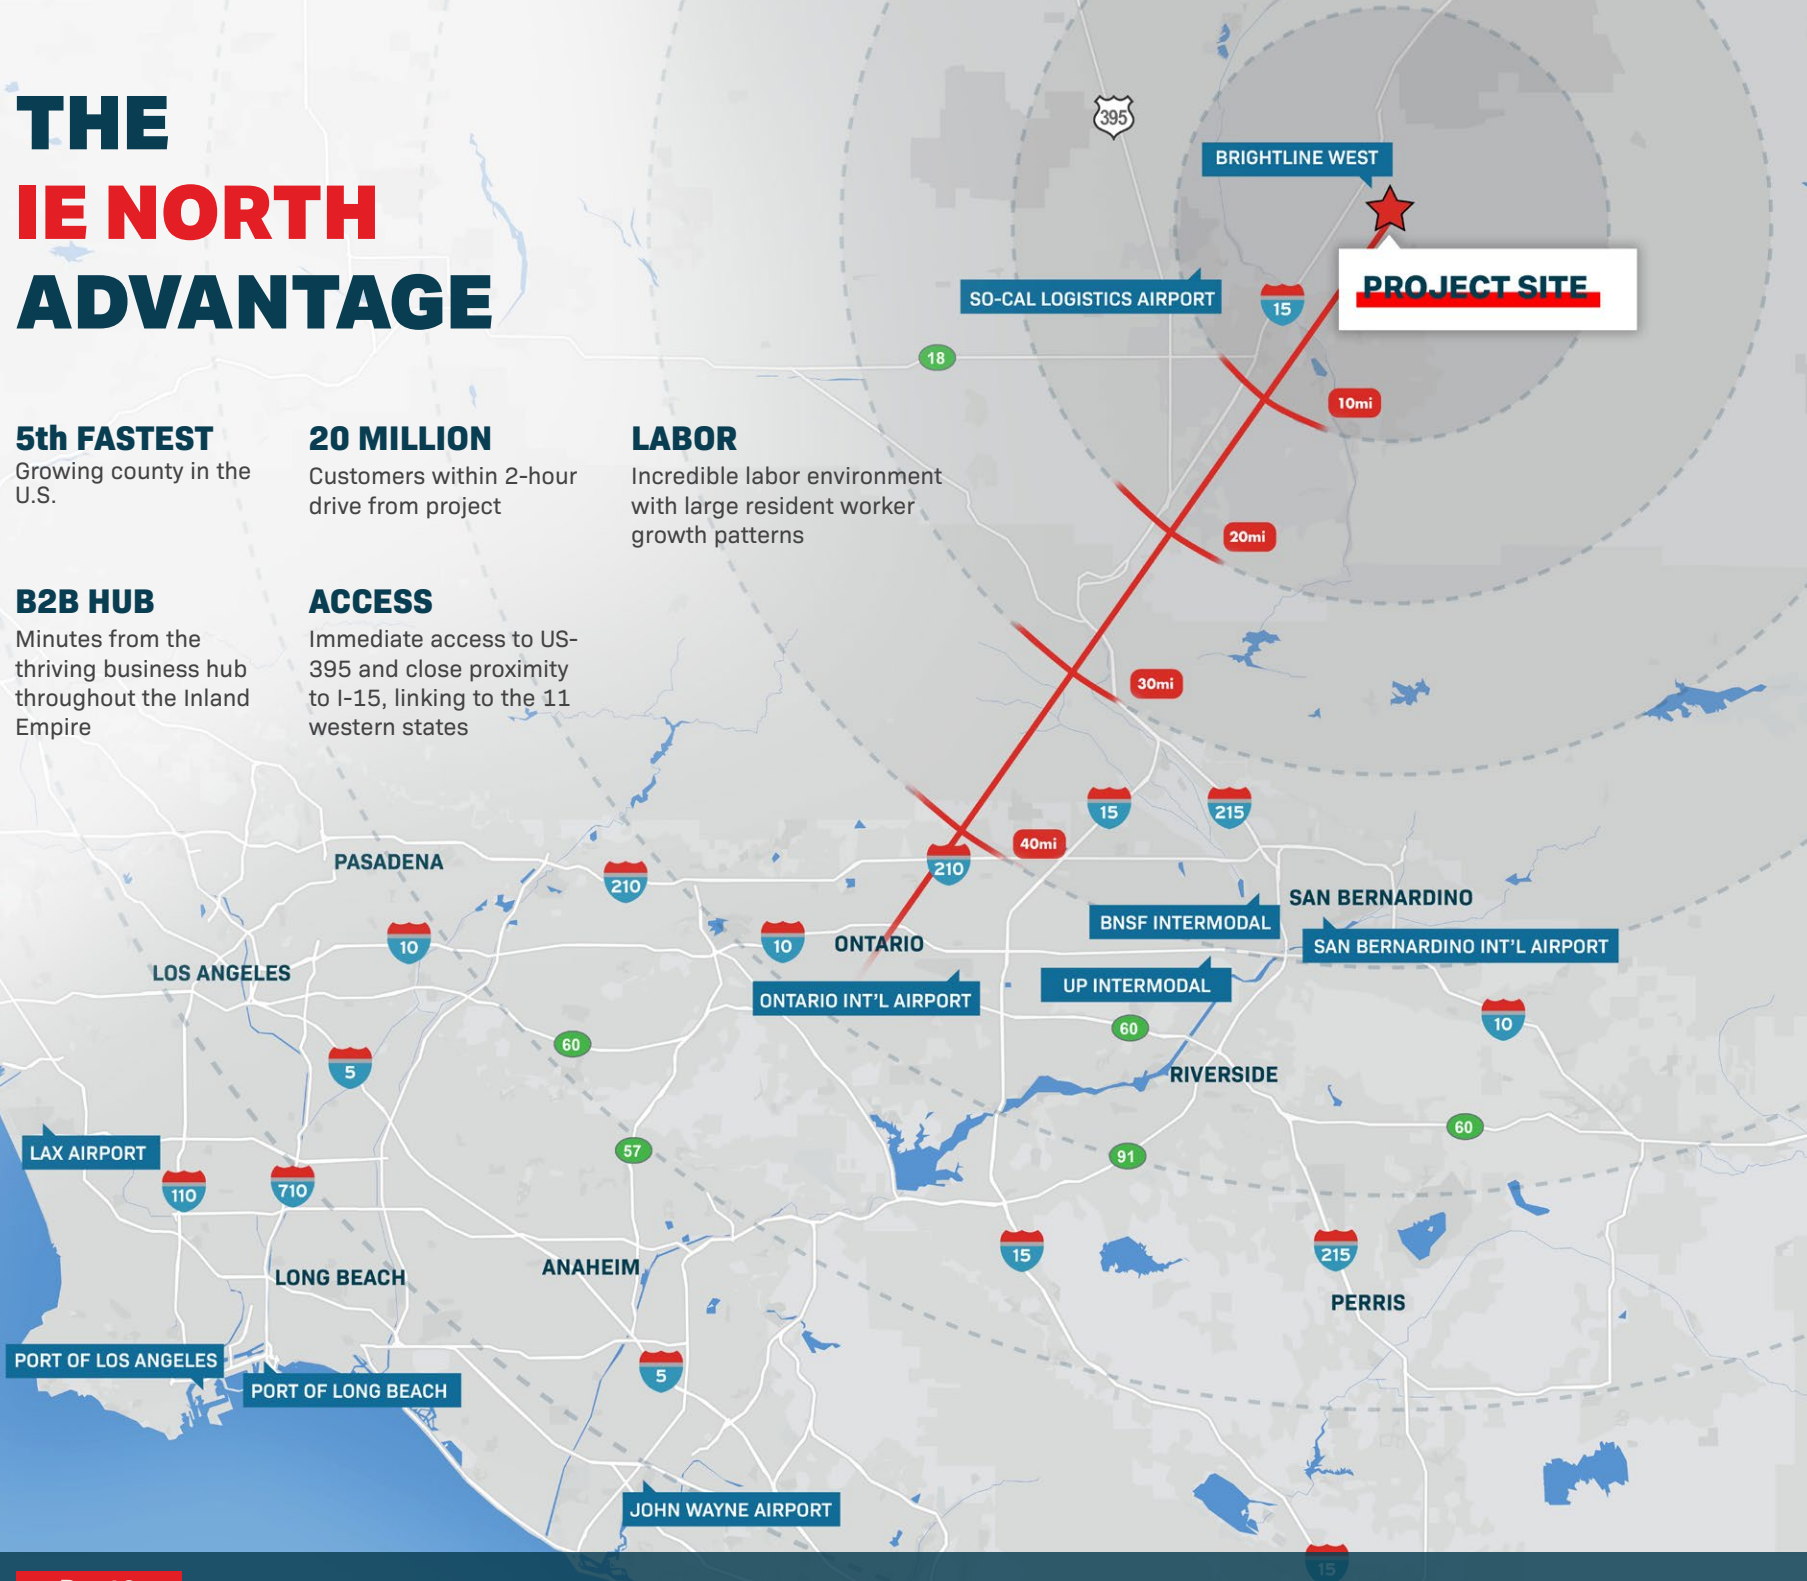 THE
IE NORTH
ADVANTAGE
5th FASTEST
Growing county in the
U.S.
20 MILLION
Customers within 2-hour
drive from project
LABOR
Incredible labor environment
with large resident worker
growth patterns
B2B HUB
Minutes from the
thriving business hub
throughout the Inland
Empire
ACCESS
Immediate access to US-
395 and close proximity
to I-15, linking to the 11
western states
395
BRIGHTLINE WEST
PROJECT SITE
SO-CAL LOGISTICS AIRPORT
15
18
10mi
20mi
30mi
15
215
40mi
PASADENA
210
210
SAN BERNARDINO
BNSF INTERMODAL
10
10
ONTARIO
SAN BERNARDINO INT'L AIRPORT
LOS ANGELES
UP INTERMODAL
ONTARIO INT'L AIRPORT
10
60
60
5
RIVERSIDE
60
LAX AIRPORT
57
91
110
710
15
215
ANAHEIM
LONG BEACH
PERRIS
PORT OF LOS ANGELES
5
PORT OF LONG BEACH
JOHN WAYNE AIRPORT
15